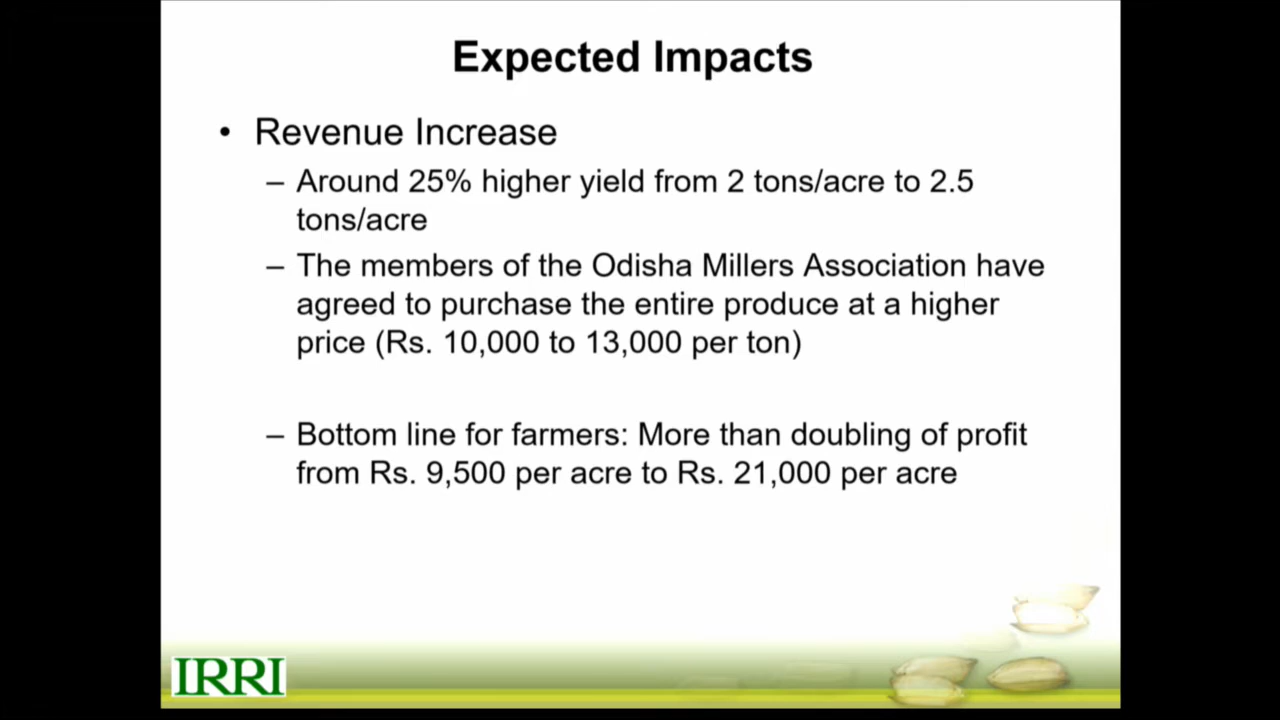 Expected Impacts
• Revenue Increase
– Around 25% higher yield from 2 tons/acre to 2.5
tons/acre
– The members of the Odisha Millers Association have
agreed to purchase the entire produce at a higher
price (Rs. 10,000 to 13,000 per ton)
– Bottom line for farmers: More than doubling of profit
from Rs. 9,500 per acre to Rs. 21,000 per acre
IRRI